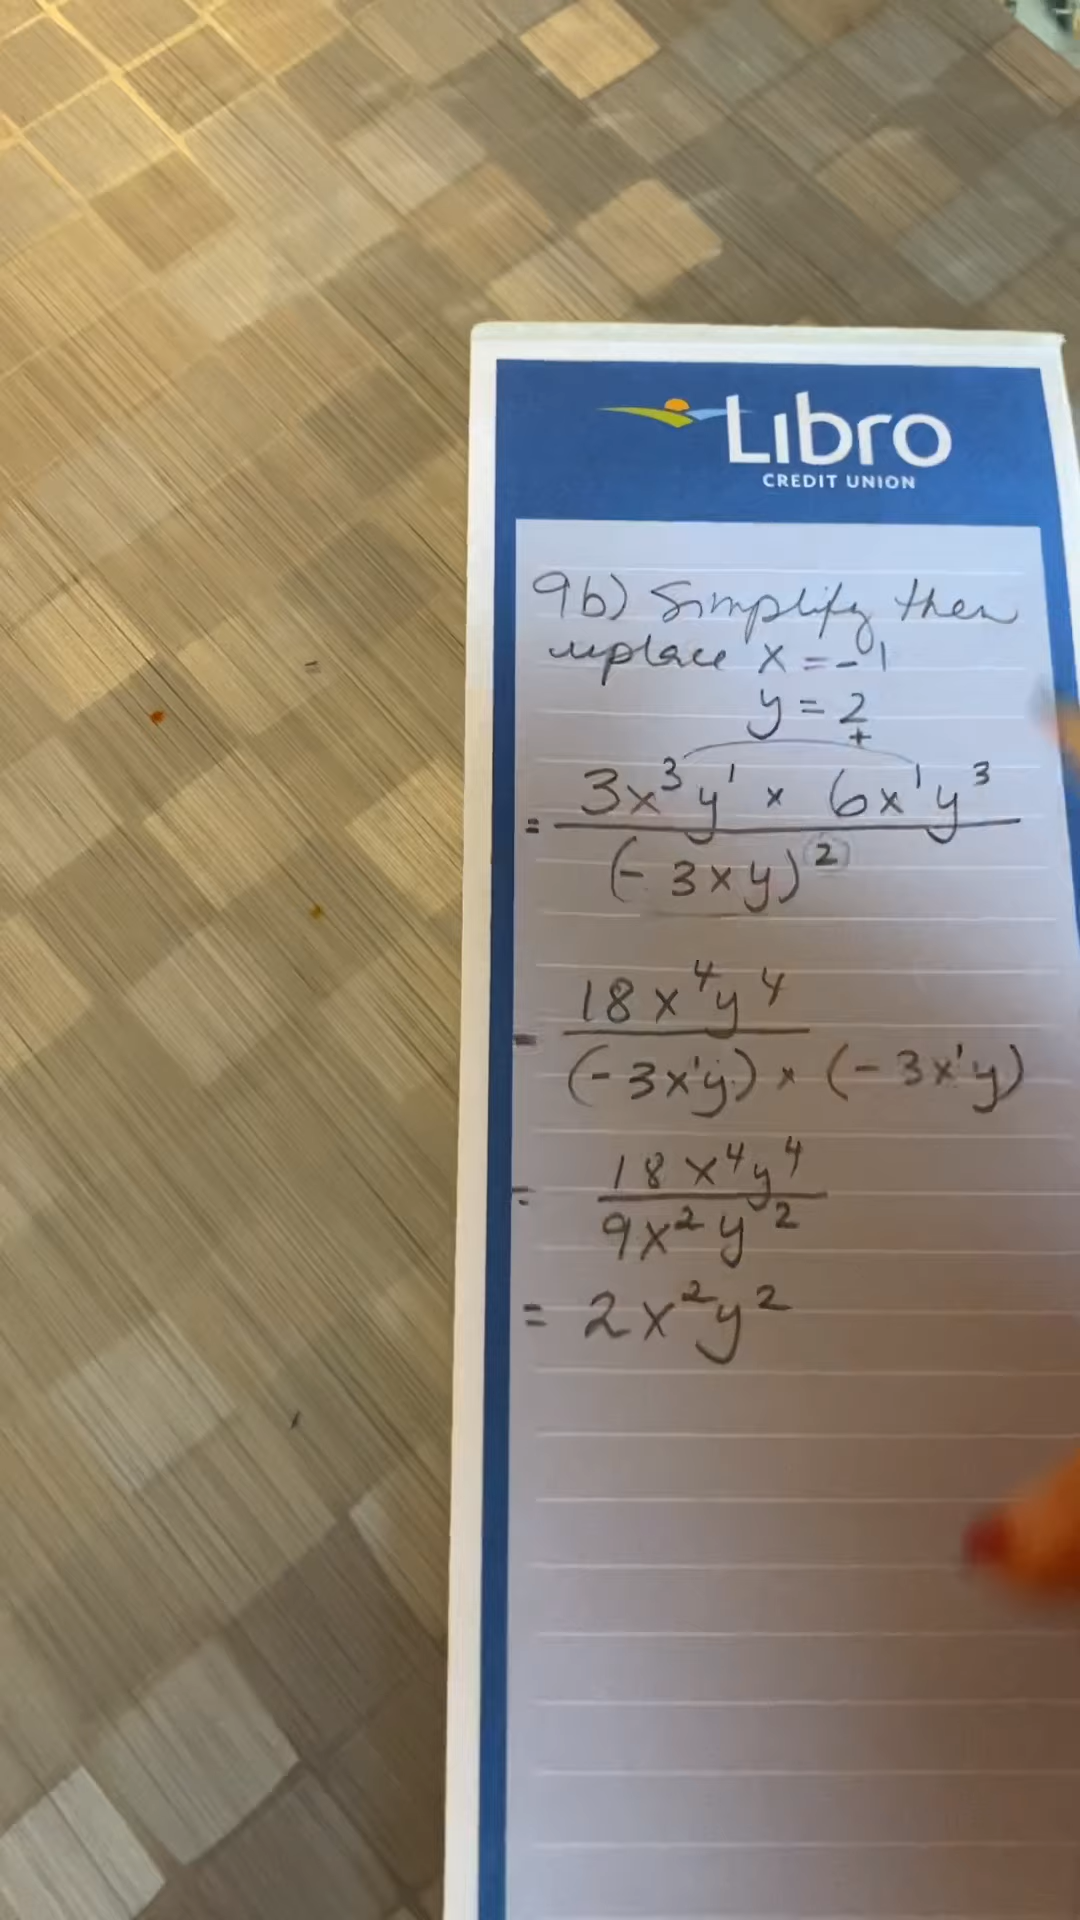 Libro
CREDIT UNION
9b) Simplify then
replace x = -1
y = 2
+
= 3x³y¹ × 6x¹y³
(-3xy)²
= 18x⁴y⁴
(-3x¹y) × (-3x¹y)
= 18x⁴y⁴
9x²y²
= 2x²y²